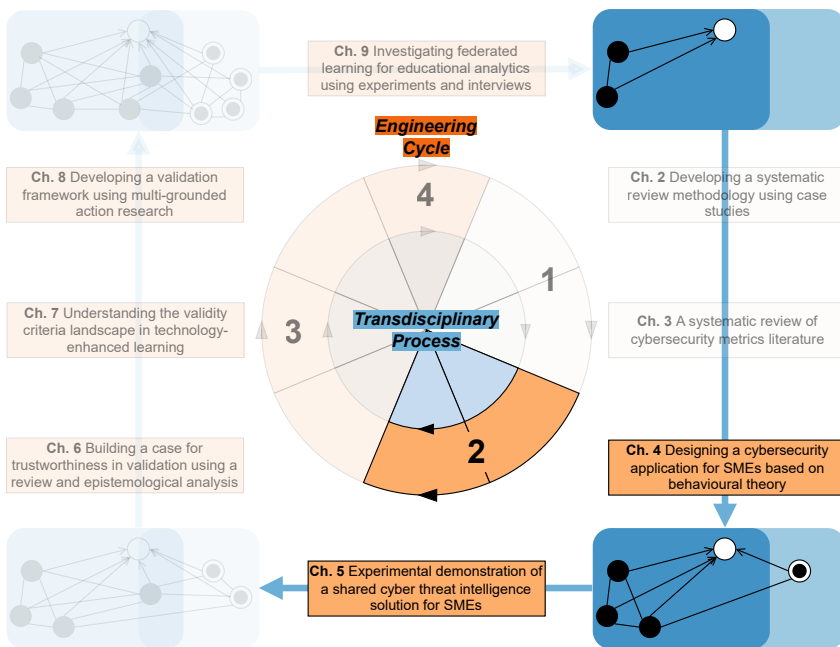 Ch. 9 Investigating federated
learning for educational analytics
using experiments and interviews
Engineering
Cycle
Ch. 8 Developing a validation
framework using multi-grounded
action research
4
Ch. 2 Developing a systematic
review methodology using case
studies
1
Ch. 7 Understanding the validity
criteria landscape in technology-
enhanced learning
3
Transdisciplinary
Process
Ch. 3 A systematic review of
cybersecurity metrics literature
Ch. 6 Building a case for
trustworthiness in validation using a
review and epistemological analysis
2
Ch. 4 Designing a cybersecurity
application for SMEs based on
behavioural theory
Ch. 5 Experimental demonstration of
a shared cyber threat intelligence
solution for SMEs